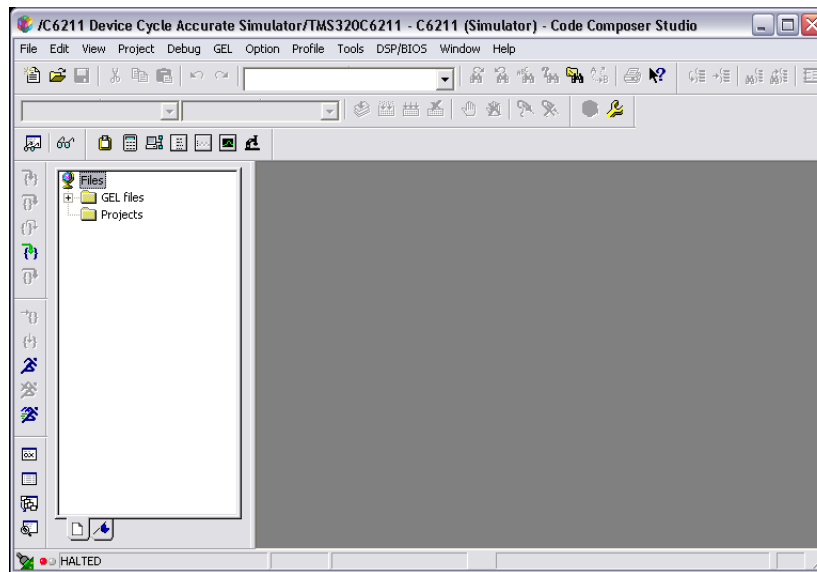 /C6211 Device Cycle Accurate Simulator/TMS320C6211 - C6211 (Simulator) - Code Composer Studio
File Edit View Project Debug GEL Option Profile Tools DSP/BIOS Window Help
Files
GEL files
Projects
HALTED